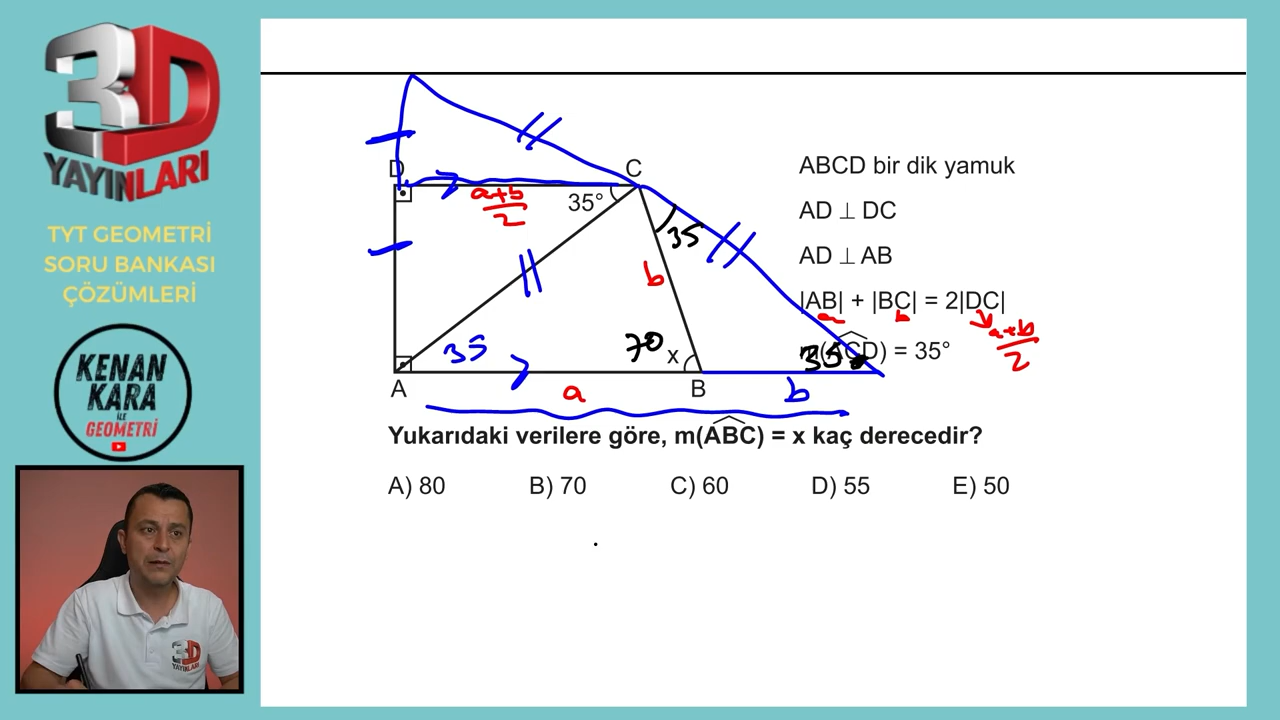 3D
YAYINLARI
TYT GEOMETRİ
SORU BANKASI
ÇÖZÜMLERİ
KENAN
KARA
İLE
GEOMETRİ
3D
YAYINLARI
D
C
35°
a+b
2
35
b
35
70
x
35
A
a
B
b
ABCD bir dik yamuk
AD ⊥ DC
AD ⊥ AB
|AB| + |BC| = 2|DC|
a
b
a+b
2
m(ACD) = 35°
Yukarıdaki verilere göre, m(ABC) = x kaç derecedir?
A) 80 B) 70 C) 60 D) 55 E) 50